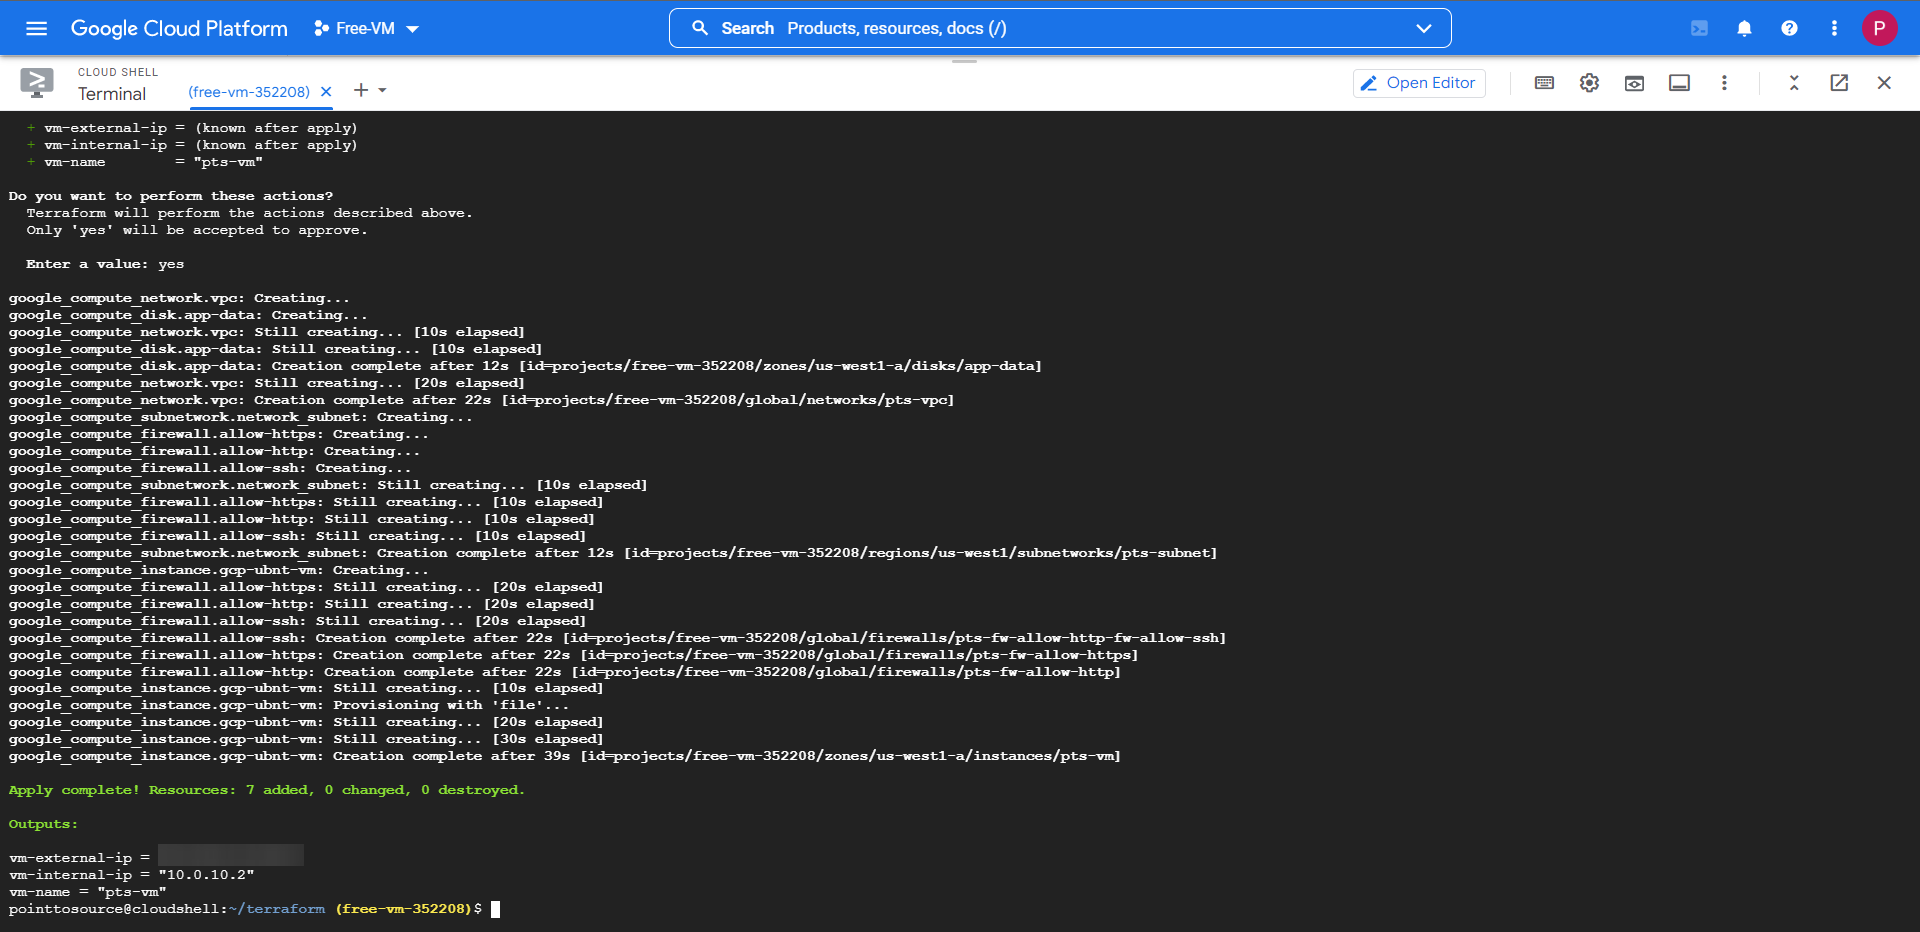 Google Cloud Platform Free-VM Search Products, resources, docs (/) P
CLOUD SHELL
Terminal (free-vm-352208) Open Editor
+ vm-external-ip = (known after apply)
+ vm-internal-ip = (known after apply)
+ vm-name        = "pts-vm"
Do you want to perform these actions?
Terraform will perform the actions described above.
Only 'yes' will be accepted to approve.
Enter a value: yes
google_compute_network.vpc: Creating...
google_compute_disk.app-data: Creating...
google_compute_network.vpc: Still creating... [10s elapsed]
google_compute_disk.app-data: Still creating... [10s elapsed]
google_compute_disk.app-data: Creation complete after 12s [id=projects/free-vm-352208/zones/us-west1-a/disks/app-data]
google_compute_network.vpc: Still creating... [20s elapsed]
google_compute_network.vpc: Creation complete after 22s [id=projects/free-vm-352208/global/networks/pts-vpc]
google_compute_subnetwork.network_subnet: Creating...
google_compute_firewall.allow-https: Creating...
google_compute_firewall.allow-http: Creating...
google_compute_firewall.allow-ssh: Creating...
google_compute_subnetwork.network_subnet: Still creating... [10s elapsed]
google_compute_firewall.allow-https: Still creating... [10s elapsed]
google_compute_firewall.allow-http: Still creating... [10s elapsed]
google_compute_firewall.allow-ssh: Still creating... [10s elapsed]
google_compute_subnetwork.network_subnet: Creation complete after 12s [id=projects/free-vm-352208/regions/us-west1/subnetworks/pts-subnet]
google_compute_instance.gcp-ubnt-vm: Creating...
google_compute_firewall.allow-https: Still creating... [20s elapsed]
google_compute_firewall.allow-http: Still creating... [20s elapsed]
google_compute_firewall.allow-ssh: Still creating... [20s elapsed]
google_compute_firewall.allow-ssh: Creation complete after 22s [id=projects/free-vm-352208/global/firewalls/pts-fw-allow-http-fw-allow-ssh]
google_compute_firewall.allow-https: Creation complete after 22s [id=projects/free-vm-352208/global/firewalls/pts-fw-allow-https]
google_compute_firewall.allow-http: Creation complete after 22s [id=projects/free-vm-352208/global/firewalls/pts-fw-allow-http]
google_compute_instance.gcp-ubnt-vm: Still creating... [10s elapsed]
google_compute_instance.gcp-ubnt-vm: Provisioning with 'file'...
google_compute_instance.gcp-ubnt-vm: Still creating... [20s elapsed]
google_compute_instance.gcp-ubnt-vm: Still creating... [30s elapsed]
google_compute_instance.gcp-ubnt-vm: Creation complete after 39s [id=projects/free-vm-352208/zones/us-west1-a/instances/pts-vm]
Apply complete! Resources: 7 added, 0 changed, 0 destroyed.
Outputs:
vm-external-ip =
vm-internal-ip = "10.0.10.2"
vm-name = "pts-vm"
pointtosource@cloudshell:~/terraform (free-vm-352208)$